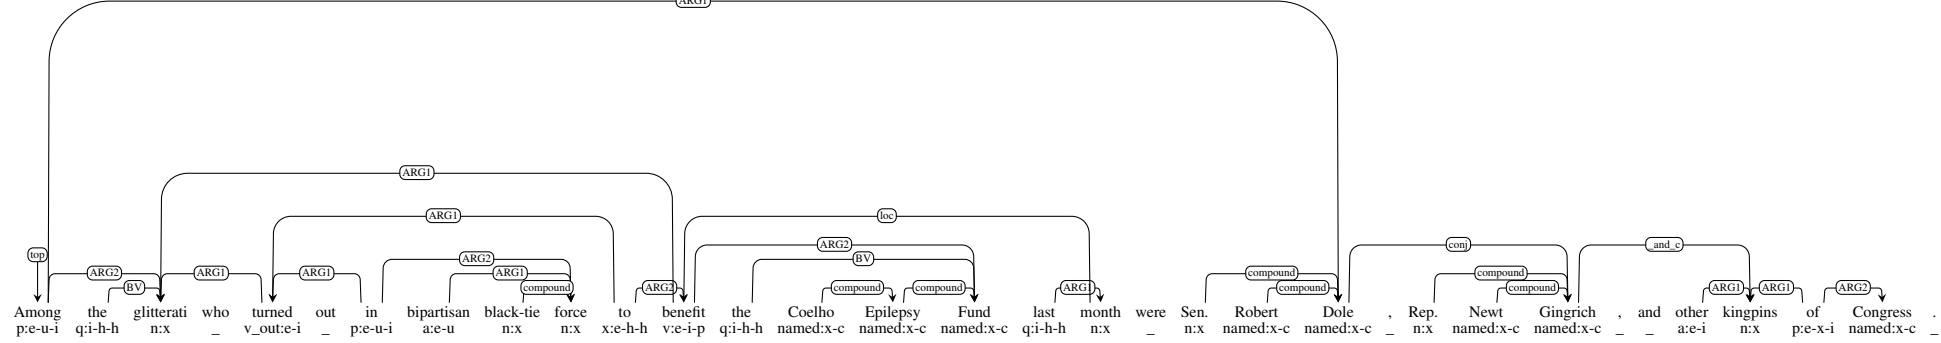 ARG1
ARG1
ARG1 loc
top ARG2 conj _and_c
ARG2 BV
ARG2 ARG1 ARG1 ARG1 compound compound
BV compound ARG2 compound compound ARG1 compound compound ARG1 ARG1 ARG2
Among the glitterati who turned out in bipartisan black-tie force to benefit the Coelho Epilepsy Fund last month were Sen. Robert Dole , Rep. Newt Gingrich , and other kingpins of Congress .
p:e-u-i q:i-h-h n:x _ v_out:e-i _ p:e-u-i a:e-u n:x n:x x:e-h-h v:e-i-p q:i-h-h named:x-c named:x-c named:x-c q:i-h-h n:x _ n:x named:x-c named:x-c _ n:x named:x-c named:x-c _ _ a:e-i n:x p:e-x-i named:x-c _